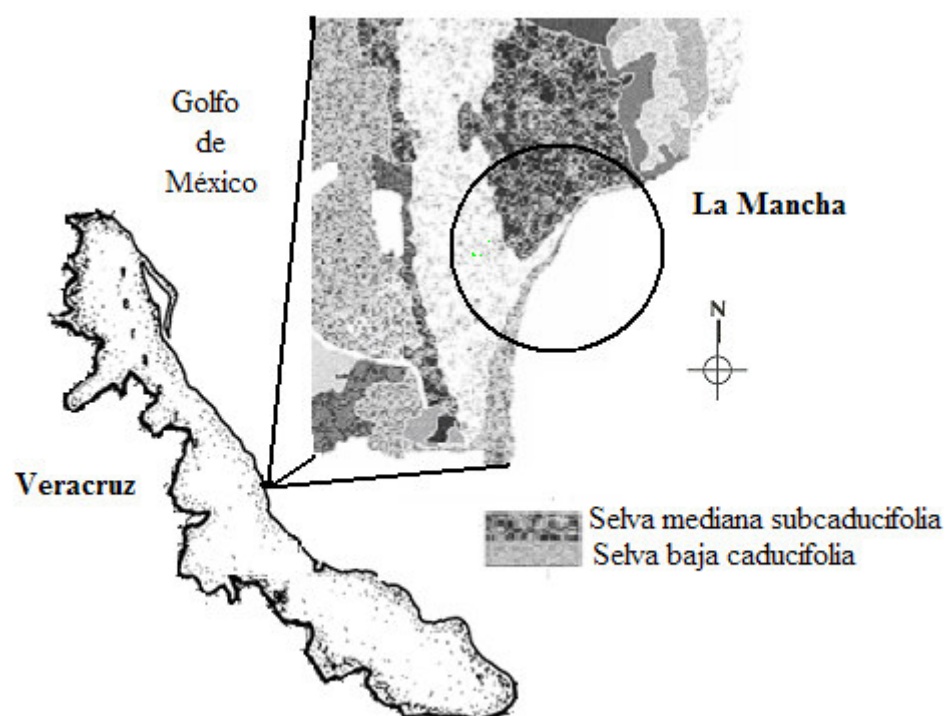 Golfo
de
México
La Mancha
N
Veracruz
Selva mediana subcaducifolia
Selva baja caducifolia